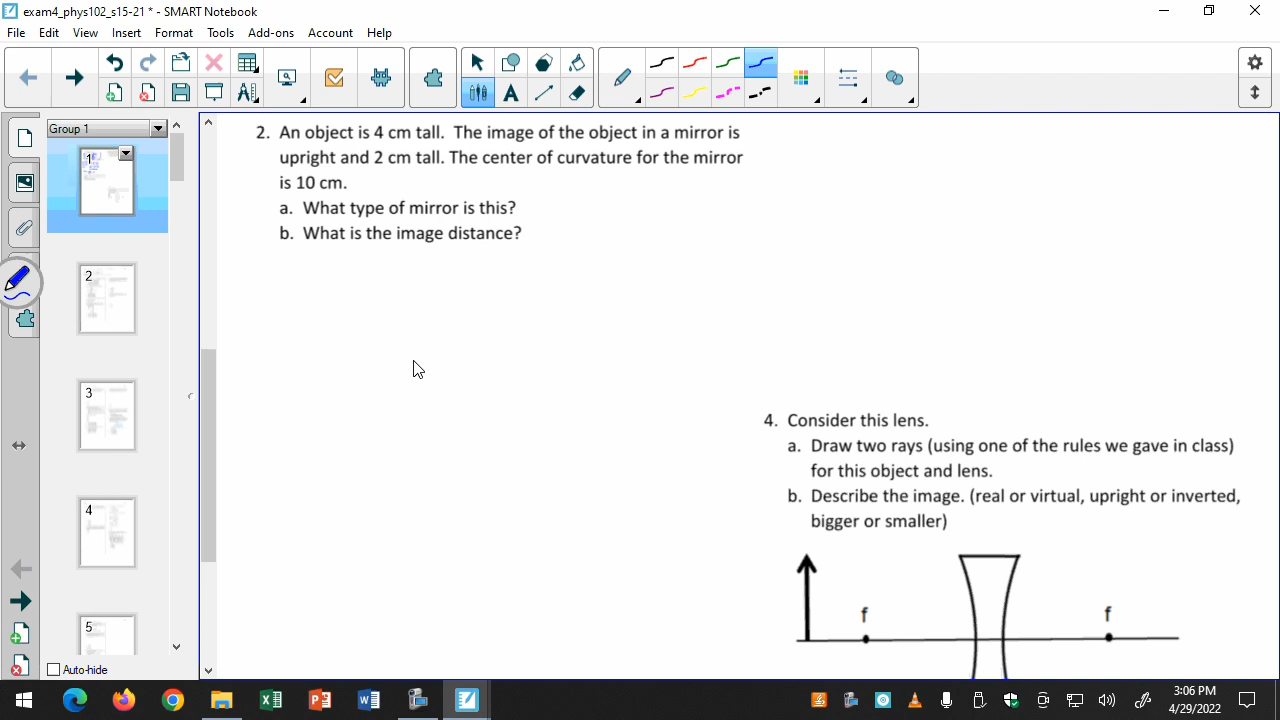 exam4_phys102_s15-21 * - SMART Notebook
File Edit View Insert Format Tools Add-ons Account Help
Group 1
1
2
3
4
5
Auto-hide
2. An object is 4 cm tall. The image of the object in a mirror is
upright and 2 cm tall. The center of curvature for the mirror
is 10 cm.
a. What type of mirror is this?
b. What is the image distance?
4. Consider this lens.
a. Draw two rays (using one of the rules we gave in class)
for this object and lens.
b. Describe the image. (real or virtual, upright or inverted,
bigger or smaller)
f
f
3:06 PM
4/29/2022